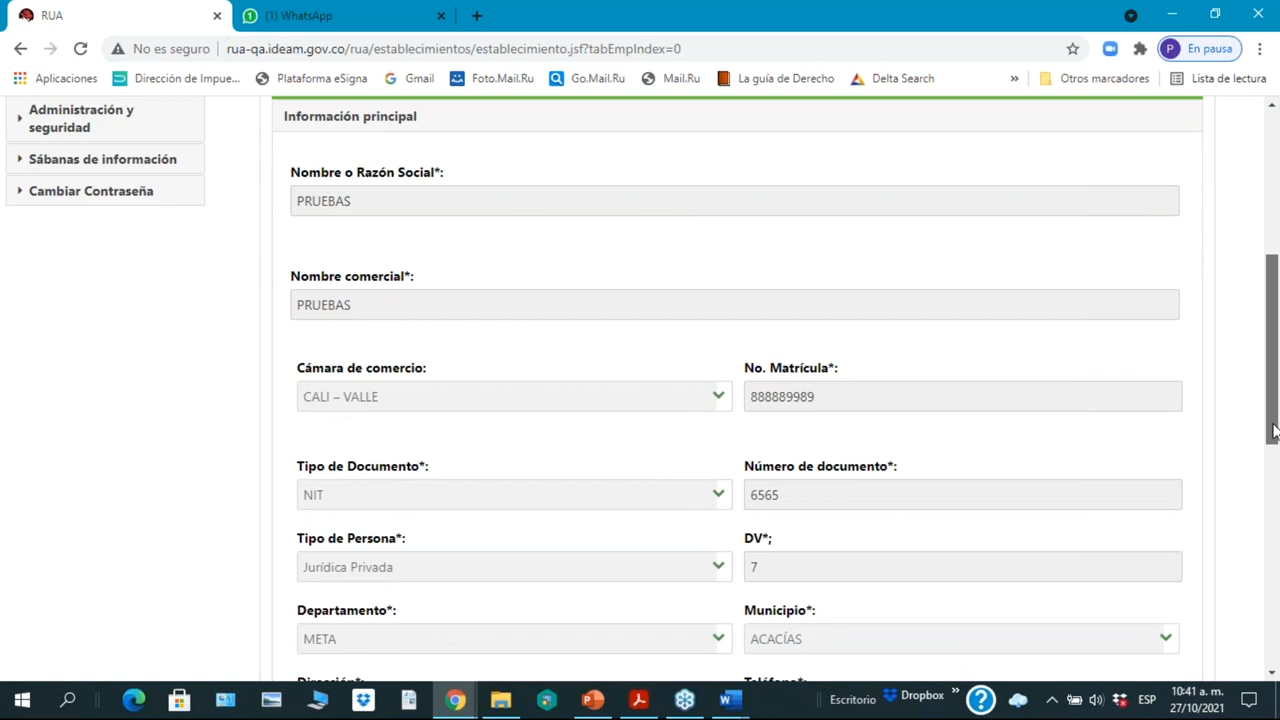 RUA
(1) WhatsApp
No es seguro
rua-qa.ideam.gov.co/rua/establecimientos/establecimiento.jsf?tabEmpIndex=0
P
En pausa
Aplicaciones
Dirección de Impue...
Plataforma eSigna
Gmail
Foto.Mail.Ru
Go.Mail.Ru
Mail.Ru
La guía de Derecho
Delta Search
»
Otros marcadores
Lista de lectura
Administración y
seguridad
Sábanas de información
Cambiar Contraseña
Información principal
Nombre o Razón Social*:
PRUEBAS
Nombre comercial*:
PRUEBAS
Cámara de comercio:
No. Matrícula*:
CALI – VALLE
888889989
Tipo de Documento*:
Número de documento*:
NIT
6565
Tipo de Persona*:
DV*;
Jurídica Privada
7
Departamento*:
Municipio*:
META
ACACÍAS
Dirección*:
Teléfono*:
Escritorio
Dropbox
»
ESP
10:41 a. m.
27/10/2021